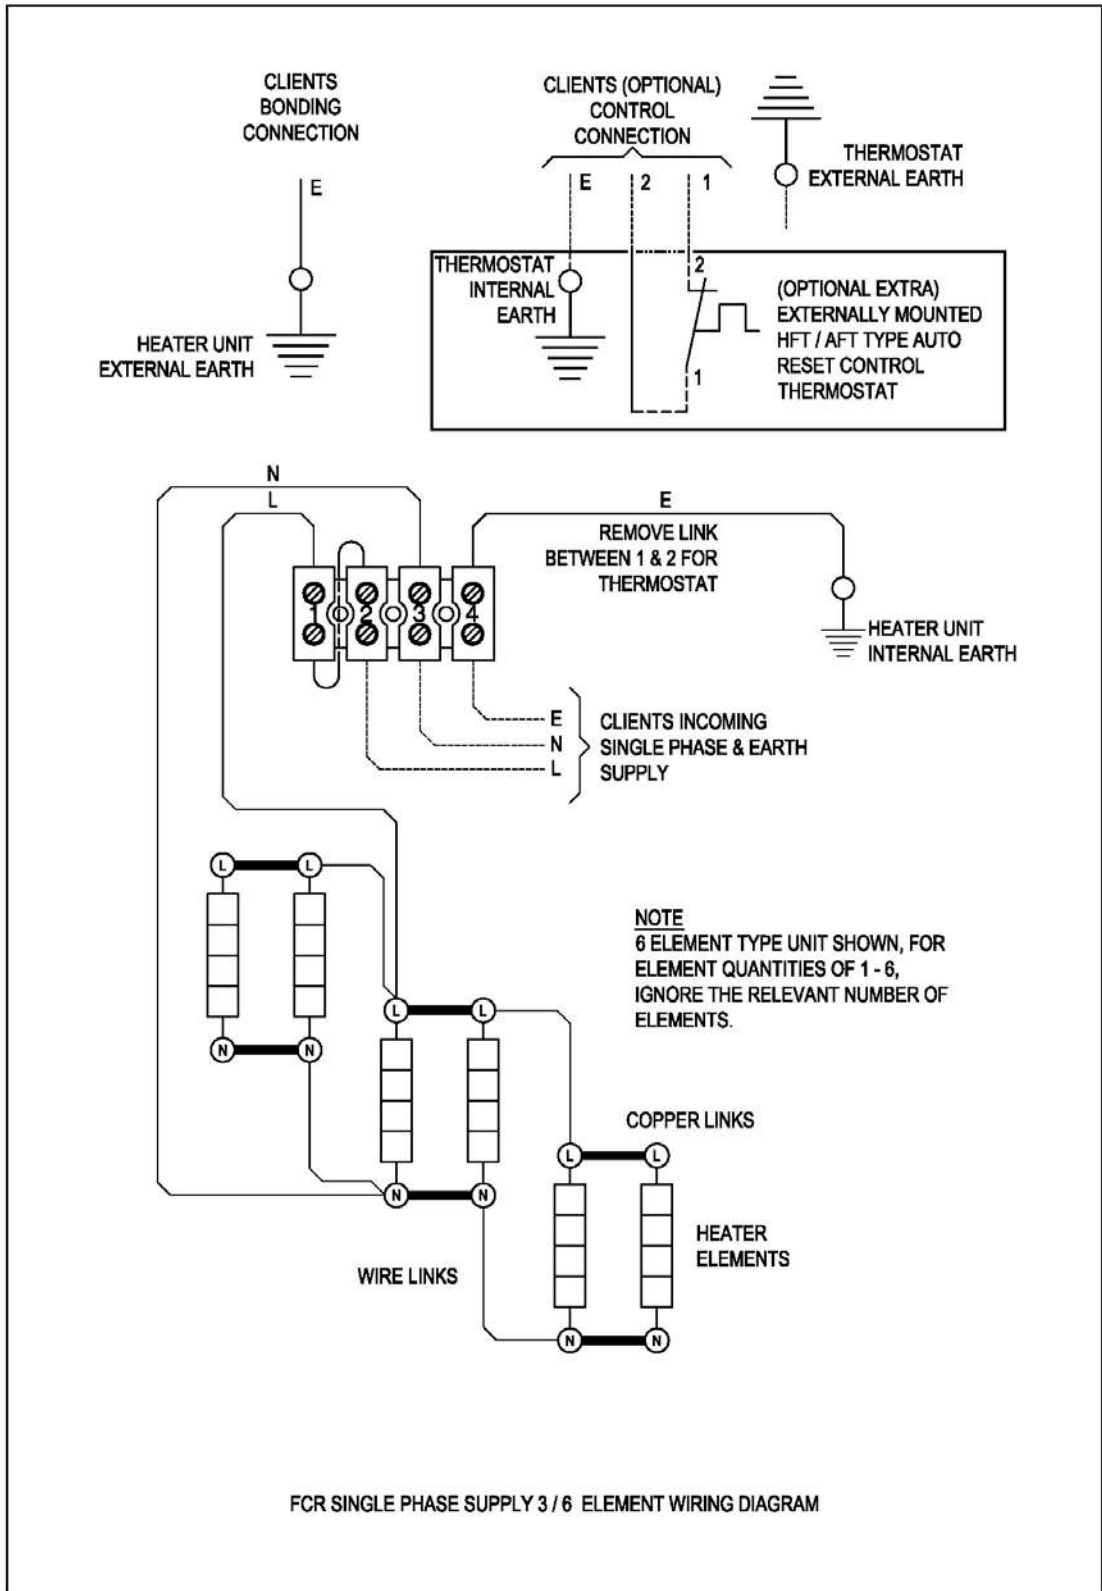 CLIENTS
BONDING
CONNECTION
E
HEATER UNIT
EXTERNAL EARTH
CLIENTS (OPTIONAL)
CONTROL
CONNECTION
E 2 1
THERMOSTAT
EXTERNAL EARTH
THERMOSTAT
INTERNAL
EARTH
2
1
(OPTIONAL EXTRA)
EXTERNALLY MOUNTED
HFT / AFT TYPE AUTO
RESET CONTROL
THERMOSTAT
N
L
E
REMOVE LINK
BETWEEN 1 & 2 FOR
THERMOSTAT
1 2 3 4
HEATER UNIT
INTERNAL EARTH
E
N
L
CLIENTS INCOMING
SINGLE PHASE & EARTH
SUPPLY
L L
N N
L L
N N
L L
N N
NOTE
6 ELEMENT TYPE UNIT SHOWN, FOR
ELEMENT QUANTITIES OF 1 - 6,
IGNORE THE RELEVANT NUMBER OF
ELEMENTS.
COPPER LINKS
HEATER
ELEMENTS
WIRE LINKS
FCR SINGLE PHASE SUPPLY 3 / 6 ELEMENT WIRING DIAGRAM